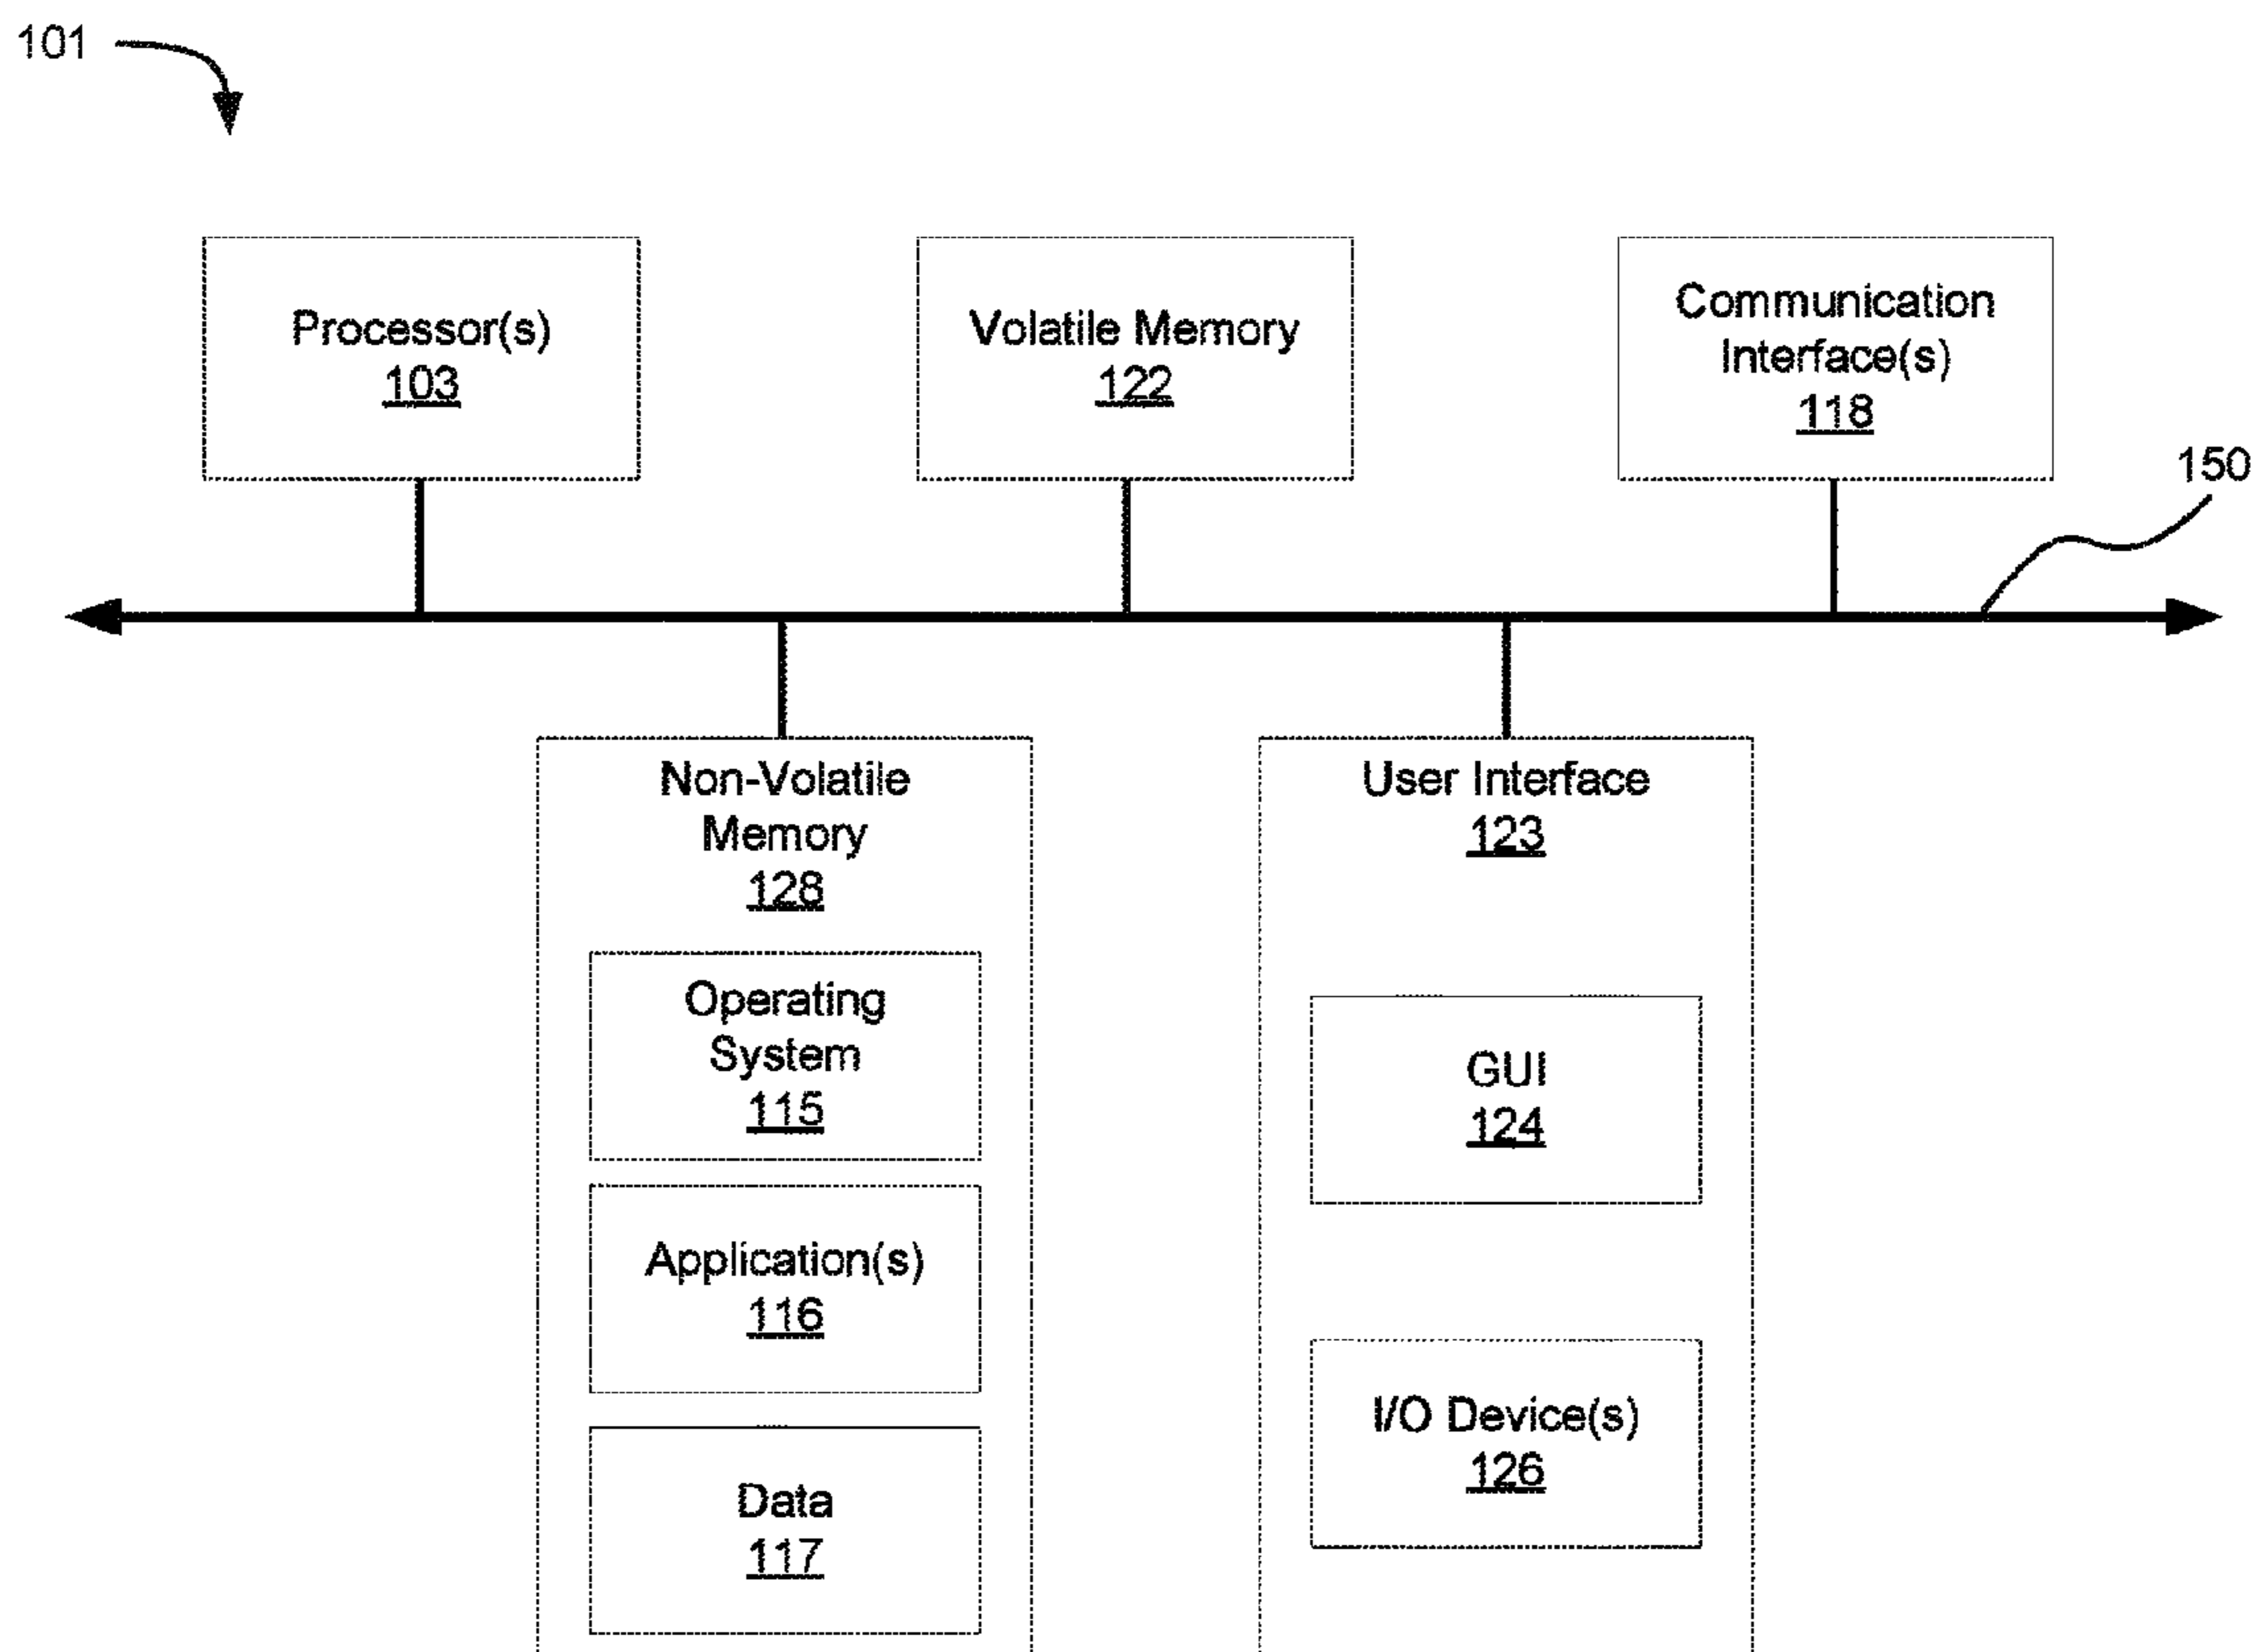 101
Processor(s)
103
Volatile Memory
122
Communication
Interface(s)
118
150
Non-Volatile
Memory
128
Operating
System
115
Application(s)
116
Data
117
User Interface
123
GUI
124
I/O Device(s)
126